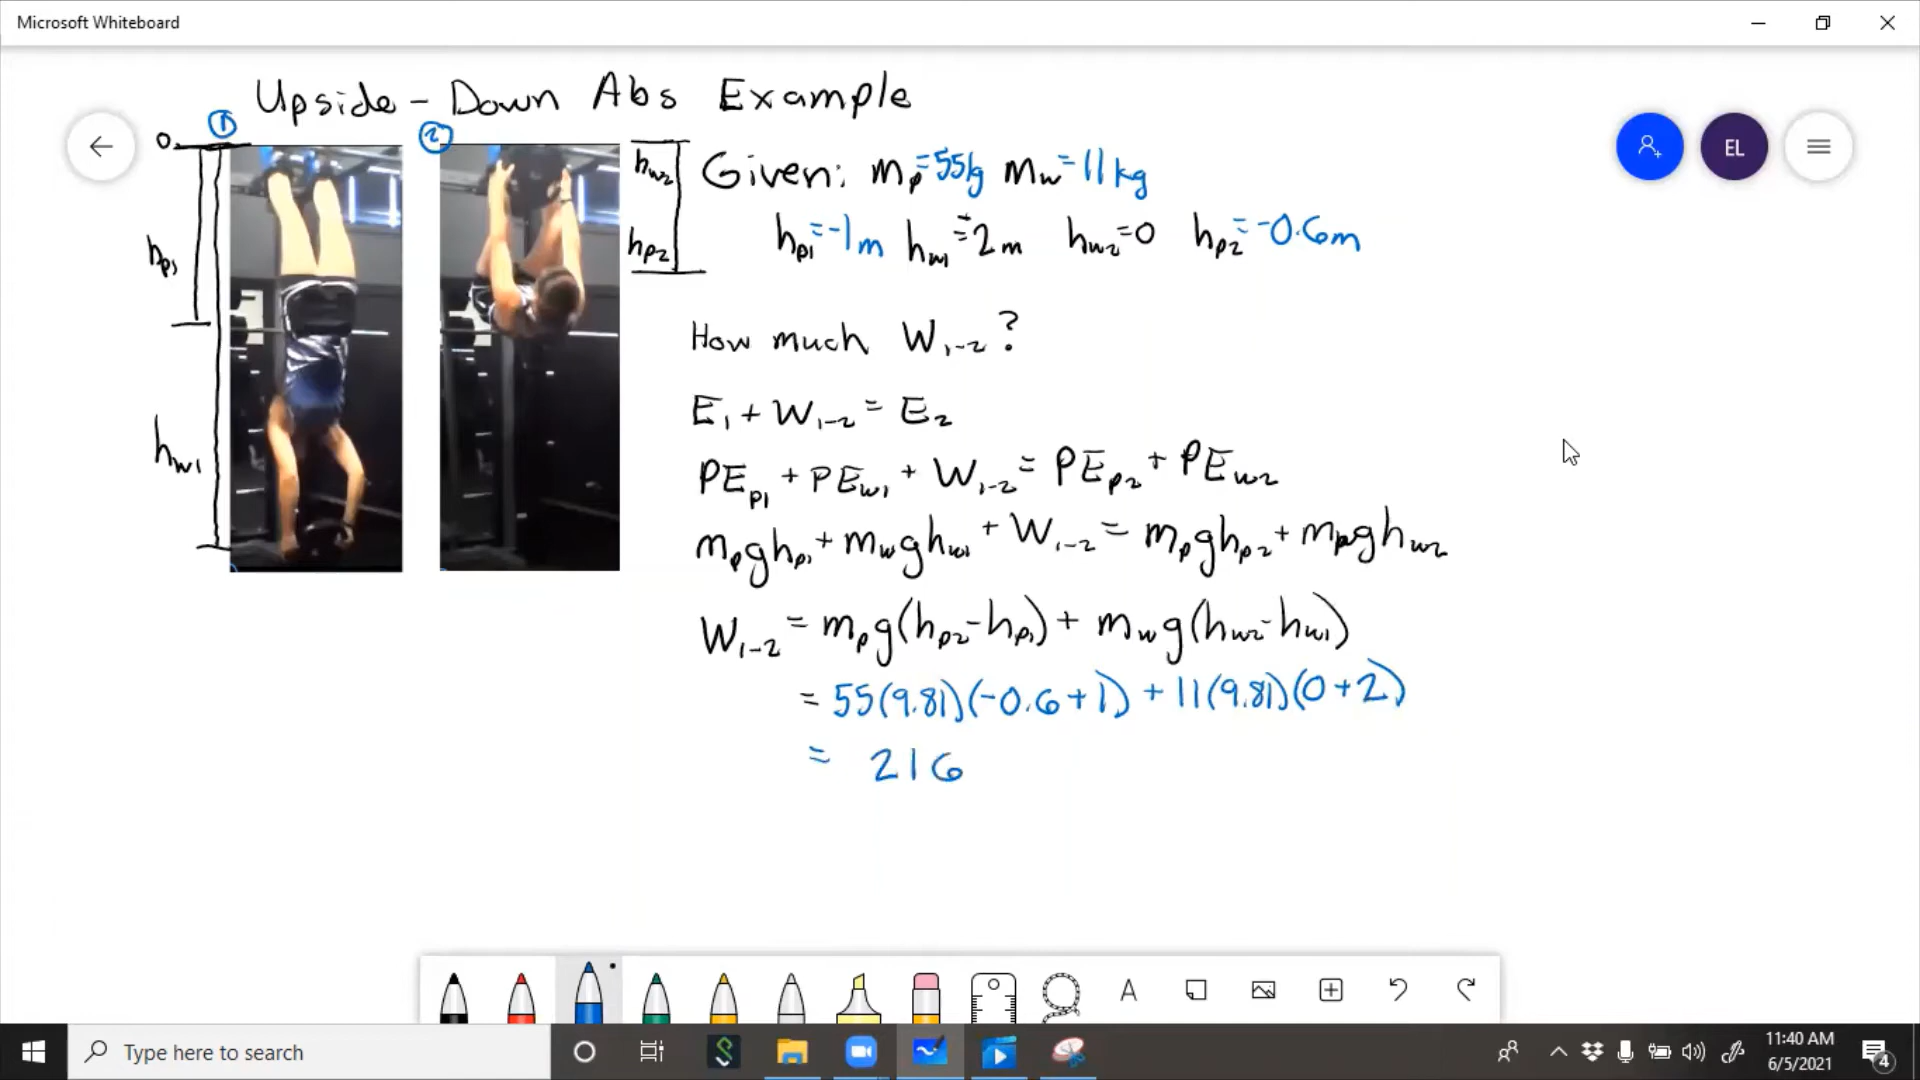 Microsoft Whiteboard
Upside-Down Abs Example
0 ① ②
h_w2 Given: m_p=55kg m_w=11kg
h_p1 h_p2 h_p1=-1m h_w1=-2m h_w2=0 h_p2=-0.6m
How much W_1-2?
h_w1 E_1 + W_1-2 = E_2
PE_p1 + PE_w1 + W_1-2 = PE_p2 + PE_w2
m_p g h_p1 + m_w g h_w1 + W_1-2 = m_p g h_p2 + m_p g h_w2
W_1-2 = m_p g(h_p2-h_p1) + m_w g(h_w2-h_w1)
= 55(9.81)(-0.6+1) + 11(9.81)(0+2)
= 216
EL
A
Type here to search
11:40 AM
6/5/2021
4